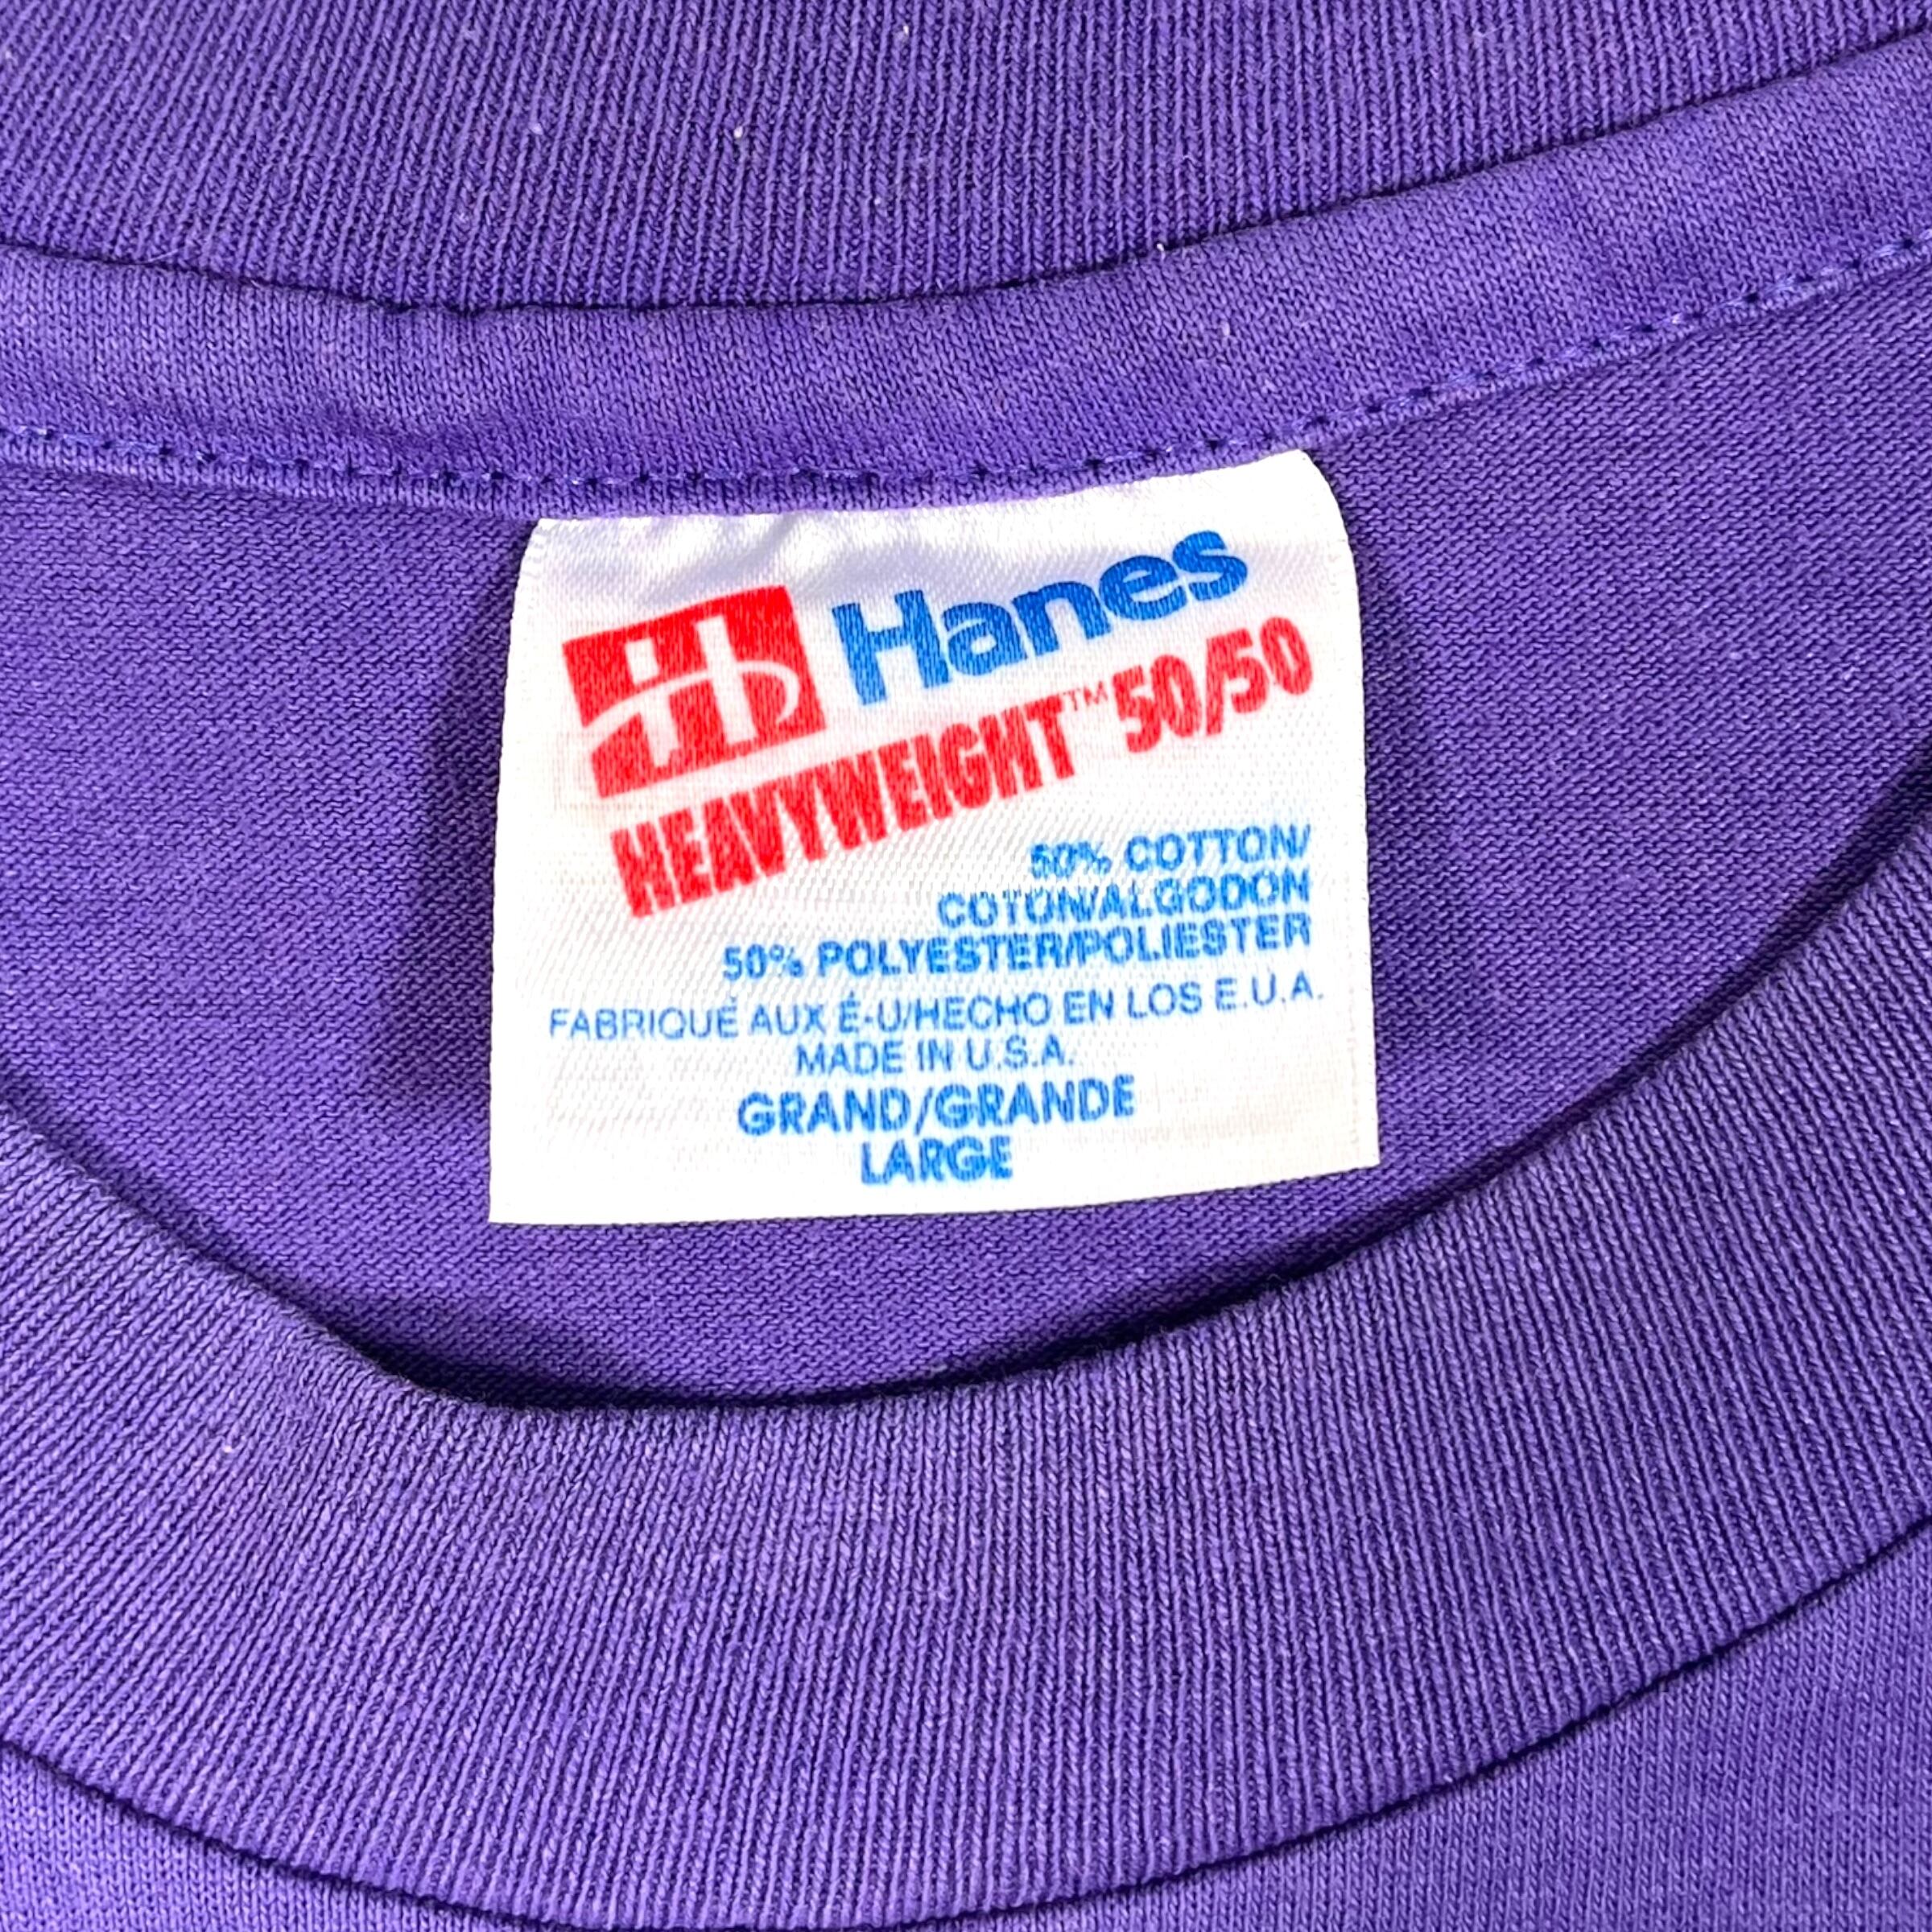 Hanes
HEAVYWEIGHT™ 50/50
50% COTTON/
COTON/ALGODON
50% POLYESTER/POLIESTER
FABRIQUÉ AUX É-U/HECHO EN LOS E.U.A.
MADE IN U.S.A.
GRAND/GRANDE
LARGE